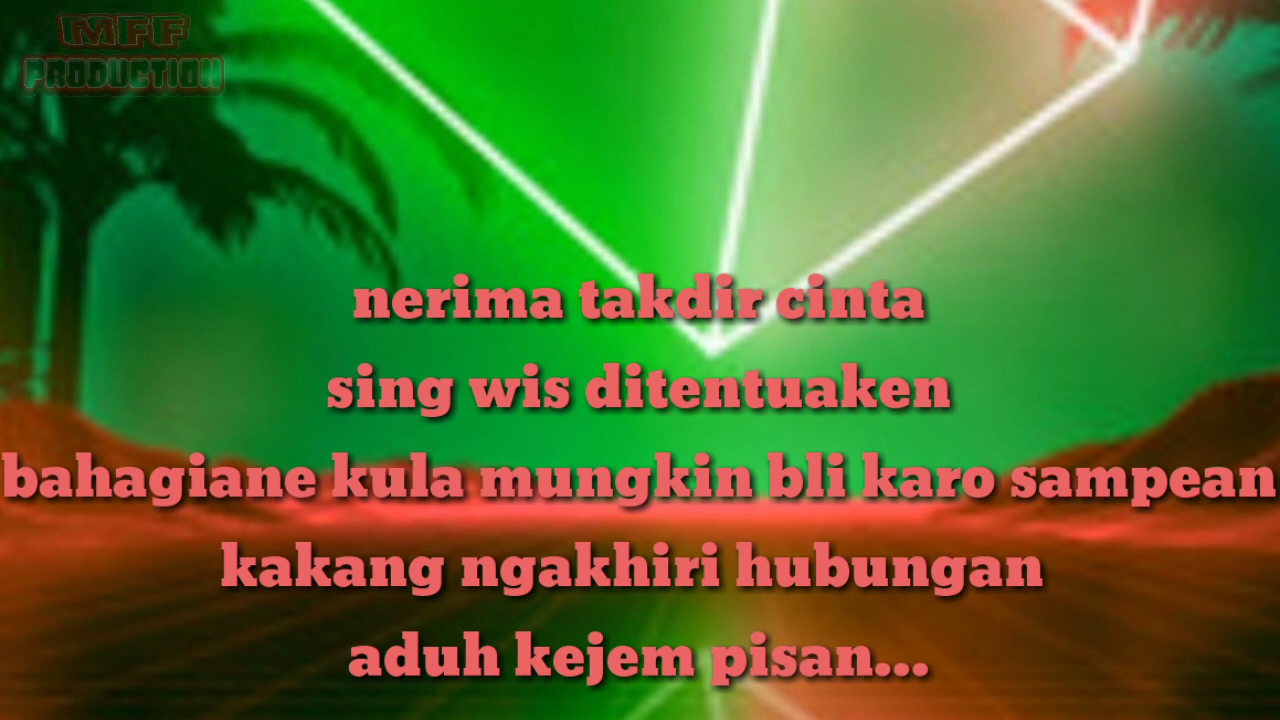 MFF
PRODUCTION
nerima takdir cinta
sing wis ditentuaken
bahagiane kula mungkin bli karo sampean
kakang ngakhiri hubungan
aduh kejem pisan...